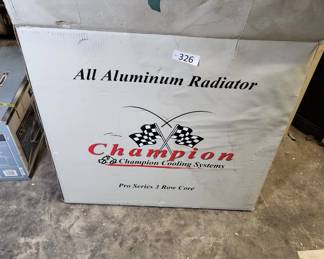 326
All Aluminum Radiator
Champion
Champion Cooling Systems
Pro Series 3 Row Core